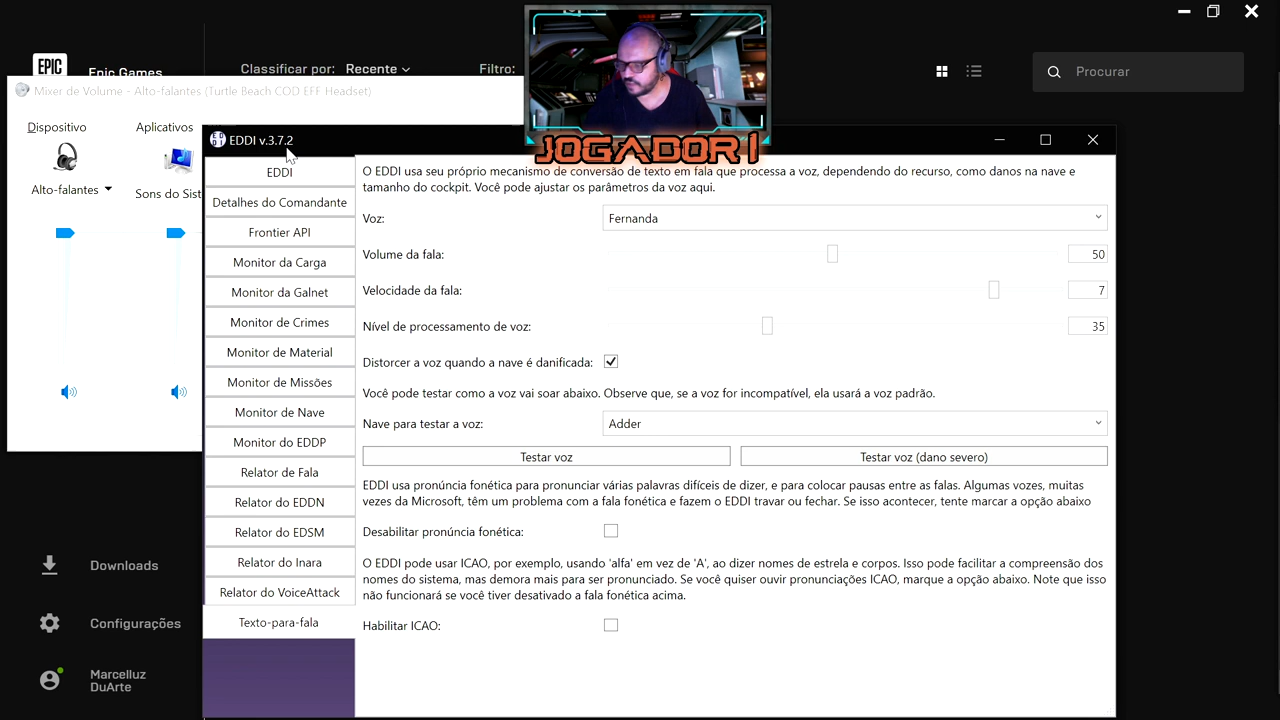 EPIC
Epic Games
Classificar por: Recente
Filtro:
Procurar
Mixer de Volume - Alto-falantes (Turtle Beach COD EFF Headset)
Dispositivo
Aplicativos
Alto-falantes
Sons do Sist
JOGADOR 1
EDDI v.3.7.2
EDDI
Detalhes do Comandante
Frontier API
Monitor da Carga
Monitor da Galnet
Monitor de Crimes
Monitor de Material
Monitor de Missões
Monitor de Nave
Monitor do EDDP
Relator de Fala
Relator do EDDN
Relator do EDSM
Relator do Inara
Relator do VoiceAttack
Texto-para-fala
O EDDI usa seu próprio mecanismo de conversão de texto em fala que processa a voz, dependendo do recurso, como danos na nave e
tamanho do cockpit. Você pode ajustar os parâmetros da voz aqui.
Voz:
Fernanda
Volume da fala:
50
Velocidade da fala:
7
Nível de processamento de voz:
35
Distorcer a voz quando a nave é danificada:
Você pode testar como a voz vai soar abaixo. Observe que, se a voz for incompatível, ela usará a voz padrão.
Nave para testar a voz:
Adder
Testar voz
Testar voz (dano severo)
EDDI usa pronúncia fonética para pronunciar várias palavras difíceis de dizer, e para colocar pausas entre as falas. Algumas vozes, muitas
vezes da Microsoft, têm um problema com a fala fonética e fazem o EDDI travar ou fechar. Se isso acontecer, tente marcar a opção abaixo
Desabilitar pronúncia fonética:
O EDDI pode usar ICAO, por exemplo, usando 'alfa' em vez de 'A', ao dizer nomes de estrela e corpos. Isso pode facilitar a compreensão dos
nomes do sistema, mas demora mais para ser pronunciado. Se você quiser ouvir pronunciações ICAO, marque a opção abaixo. Note que isso
não funcionará se você tiver desativado a fala fonética acima.
Habilitar ICAO:
Downloads
Configurações
Marcelluz
DuArte